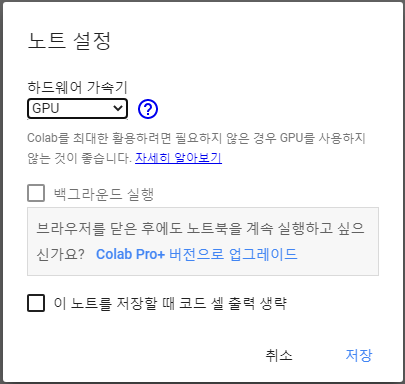 노트 설정
하드웨어 가속기
GPU
Colab를 최대한 활용하려면 필요하지 않은 경우 GPU를 사용하지
않는 것이 좋습니다. 자세히 알아보기
백그라운드 실행
브라우저를 닫은 후에도 노트북을 계속 실행하고 싶으
신가요? Colab Pro+ 버전으로 업그레이드
이 노트를 저장할 때 코드 셀 출력 생략
취소 저장